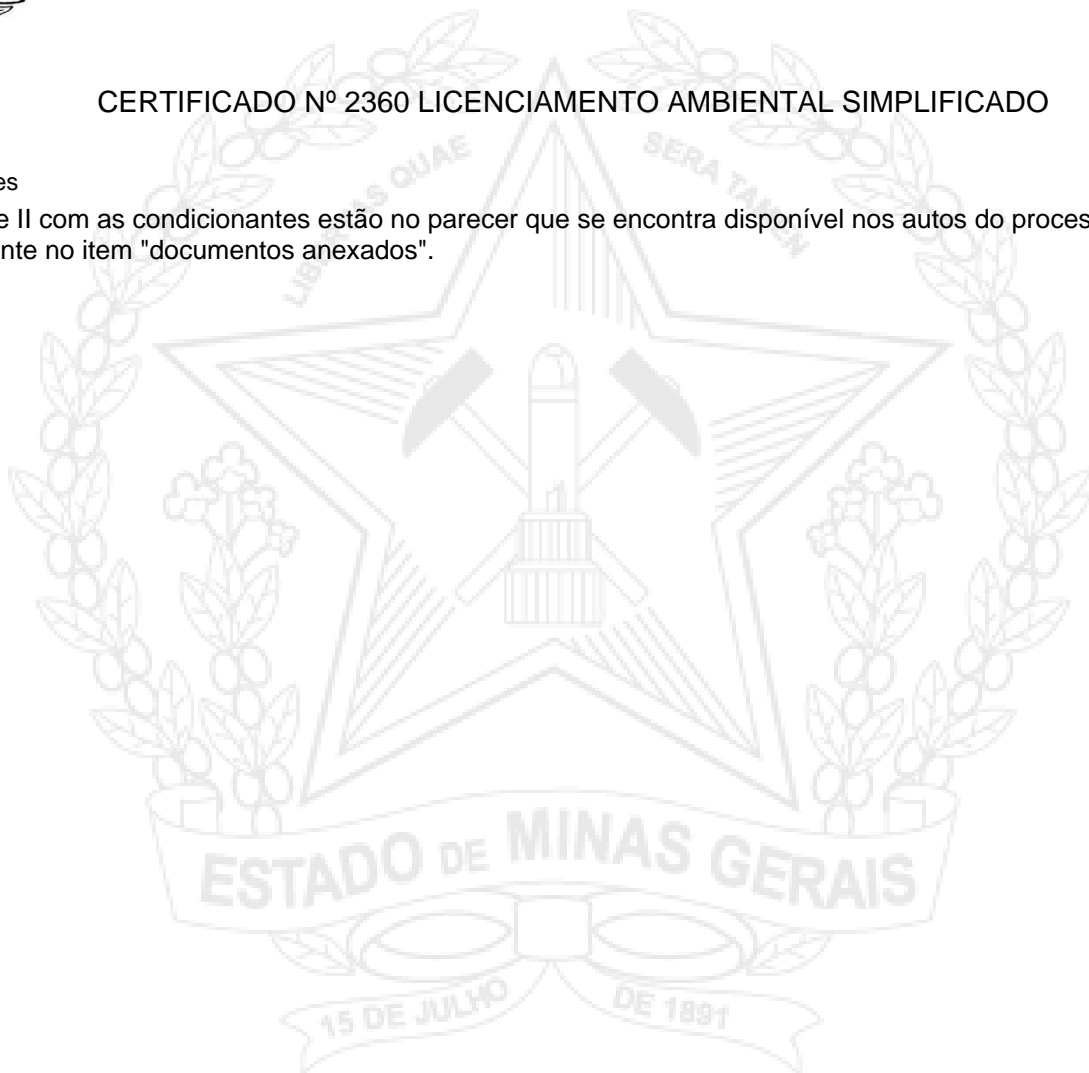 CERTIFICADO Nº 2360 LICENCIAMENTO AMBIENTAL SIMPLIFICADO
es
e II com as condicionantes estão no parecer que se encontra disponível nos autos do proces
nte no item "documentos anexados".
LIBERTAS QUAE SERA TAMEN
ESTADO DE MINAS GERAIS
15 DE JULHO DE 1891